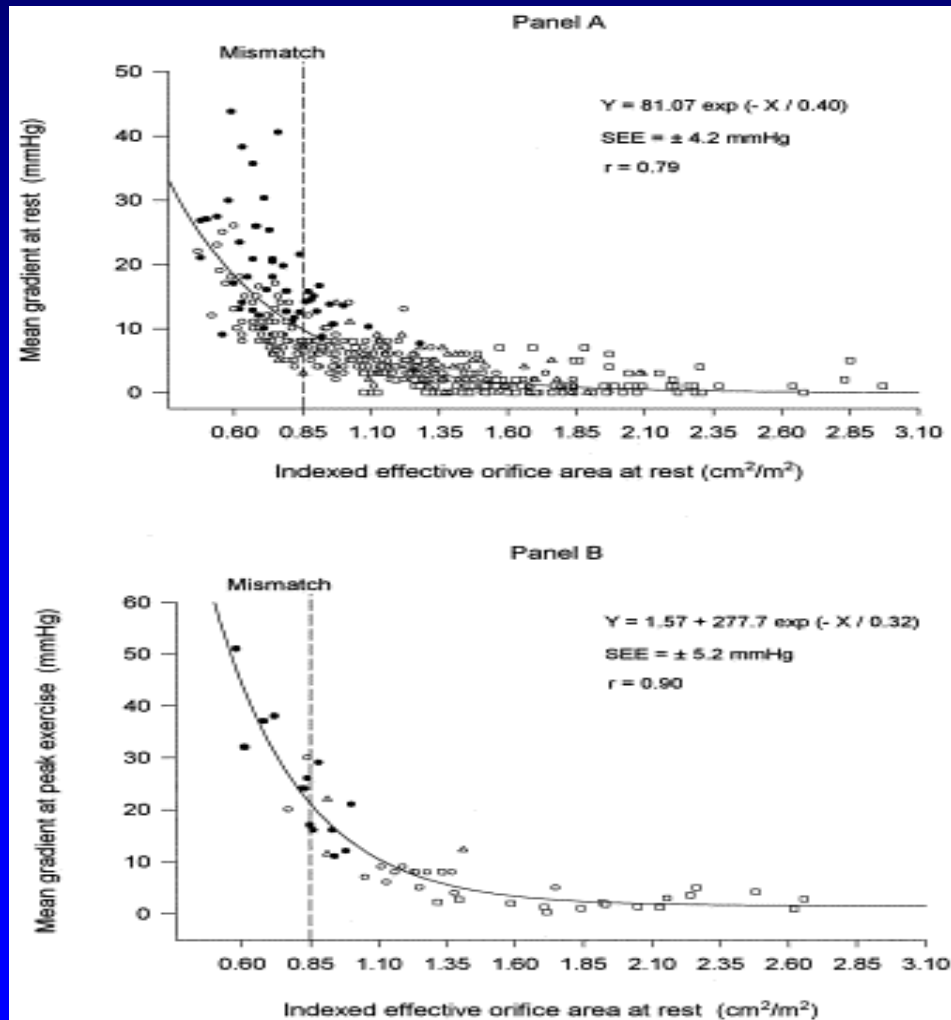 Panel A
Mismatch
50
40
30
20
10
0
Mean gradient at rest (mmHg)
Y = 81.07 exp (- X / 0.40)
SEE = ± 4.2 mmHg
r = 0.79
0.60 0.85 1.10 1.35 1.60 1.85 2.10 2.35 2.60 2.85 3.10
Indexed effective orifice area at rest (cm²/m²)
Panel B
Mismatch
60
50
40
30
20
10
0
Mean gradient at peak exercise (mmHg)
Y = 1.57 + 277.7 exp (- X / 0.32)
SEE = ± 5.2 mmHg
r = 0.90
0.60 0.85 1.10 1.35 1.60 1.85 2.10 2.35 2.60 2.85 3.10
Indexed effective orifice area at rest (cm²/m²)